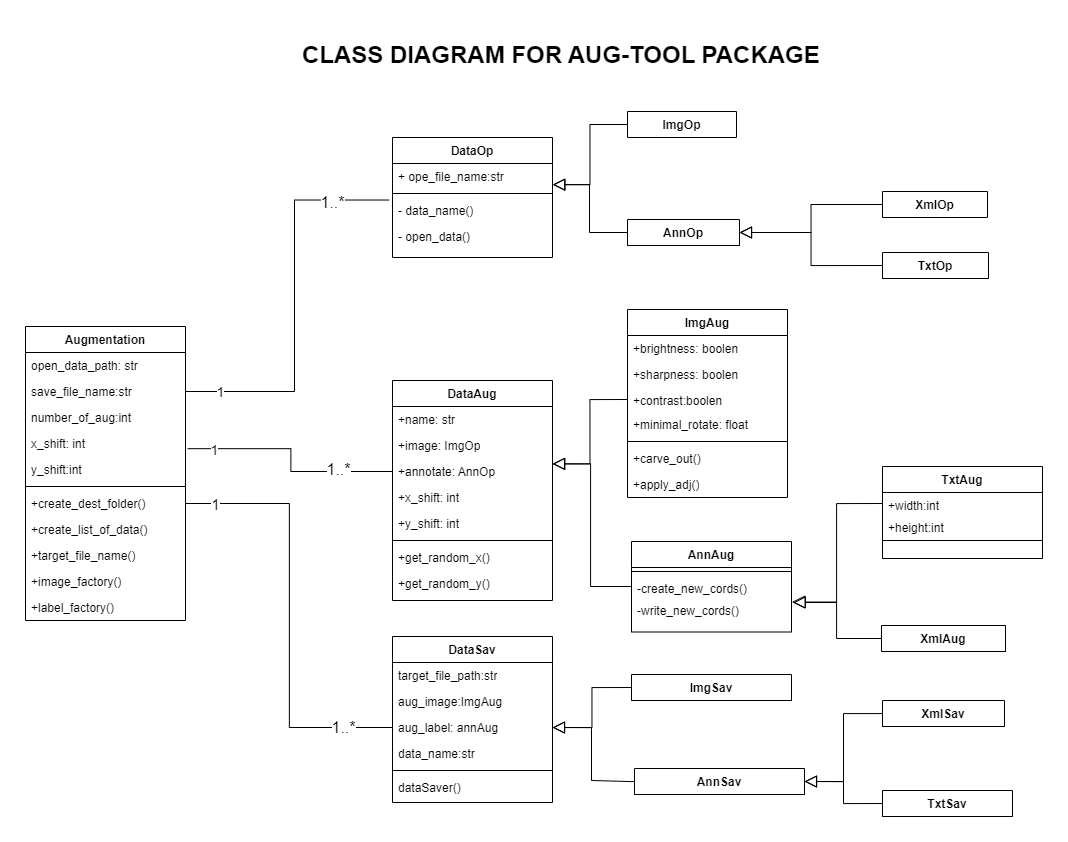 CLASS DIAGRAM FOR AUG-TOOL PACKAGE
ImgOp
DataOp
+ ope_file_name:str
- data_name()
- open_data()
1..*
AnnOp
XmlOp
TxtOp
Augmentation
open_data_path: str
save_file_name:str
number_of_aug:int
x_shift: int
y_shift:int
+create_dest_folder()
+create_list_of_data()
+target_file_name()
+image_factory()
+label_factory()
1
1
1
1..*
DataAug
+name: str
+image: ImgOp
+annotate: AnnOp
+x_shift: int
+y_shift: int
+get_random_x()
+get_random_y()
ImgAug
+brightness: boolen
+sharpness: boolen
+contrast:boolen
+minimal_rotate: float
+carve_out()
+apply_adj()
AnnAug
-create_new_cords()
-write_new_cords()
TxtAug
+width:int
+height:int
XmlAug
1..*
DataSav
target_file_path:str
aug_image:ImgAug
aug_label: annAug
data_name:str
dataSaver()
ImgSav
AnnSav
XmlSav
TxtSav